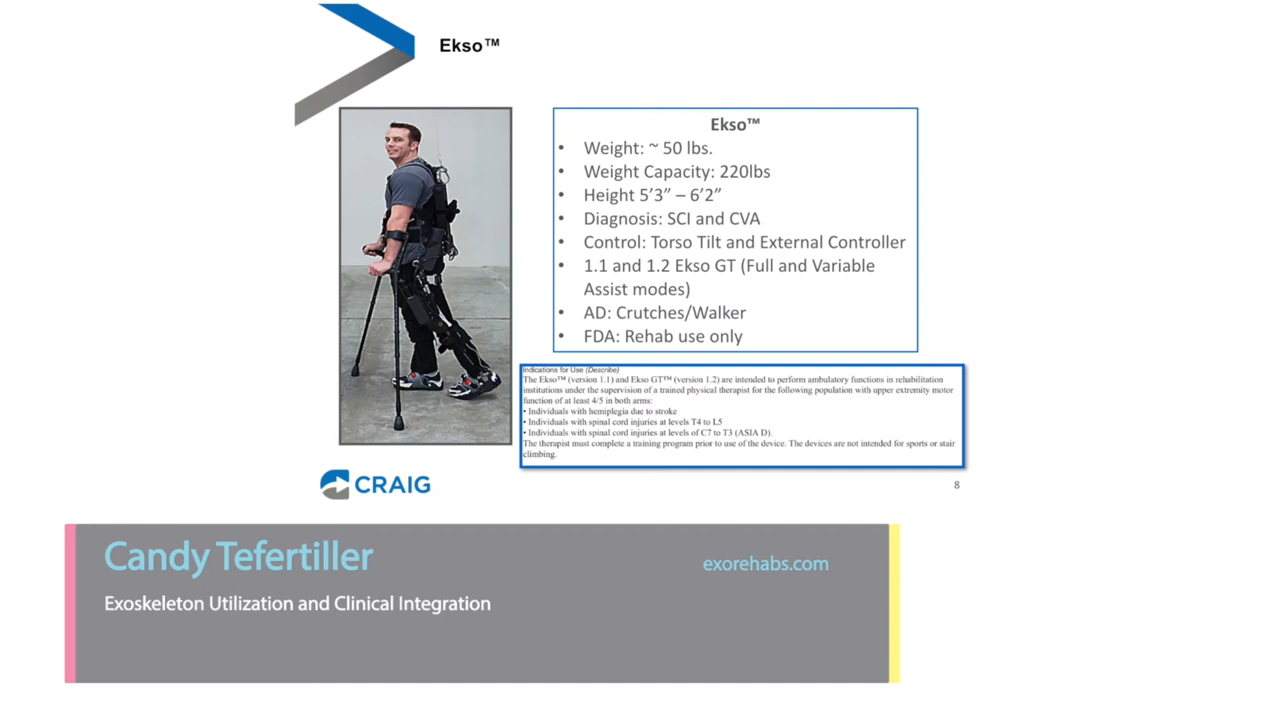 Ekso™
Ekso™
• Weight: ~ 50 lbs.
• Weight Capacity: 220lbs
• Height 5’3” – 6’2”
• Diagnosis: SCI and CVA
• Control: Torso Tilt and External Controller
• 1.1 and 1.2 Ekso GT (Full and Variable
Assist modes)
• AD: Crutches/Walker
• FDA: Rehab use only
Indications for Use (Describe)
The Ekso™ (version 1.1) and Ekso GT™ (version 1.2) are intended to perform ambulatory functions in rehabilitation
institutions under the supervision of a trained physical therapist for the following population with upper extremity motor
function of at least 4/5 in both arms:
• Individuals with hemiplegia due to stroke
• Individuals with spinal cord injuries at levels T4 to L5
• Individuals with spinal cord injuries at levels of C7 to T3 (ASIA D).
The therapist must complete a training program prior to use of the device. The devices are not intended for sports or stair
climbing.
CRAIG
8
Candy Tefertiller
exorehabs.com
Exoskeleton Utilization and Clinical Integration